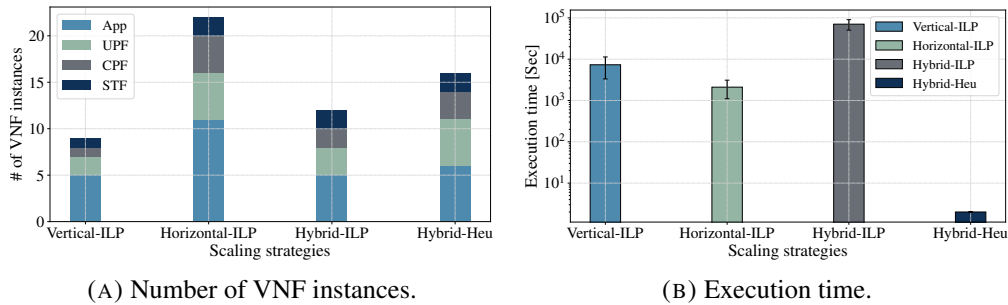 # of VNF instances
20
15
10
5
0
App
UPF
CPF
STF
Vertical-ILP Horizontal-ILP Hybrid-ILP Hybrid-Heu
Scaling strategies
(A) Number of VNF instances.
Execution time [Sec]
10^5
10^4
10^3
10^2
10^1
Vertical-ILP
Horizontal-ILP
Hybrid-ILP
Hybrid-Heu
Vertical-ILP Horizontal-ILP Hybrid-ILP Hybrid-Heu
Scaling strategies
(B) Execution time.